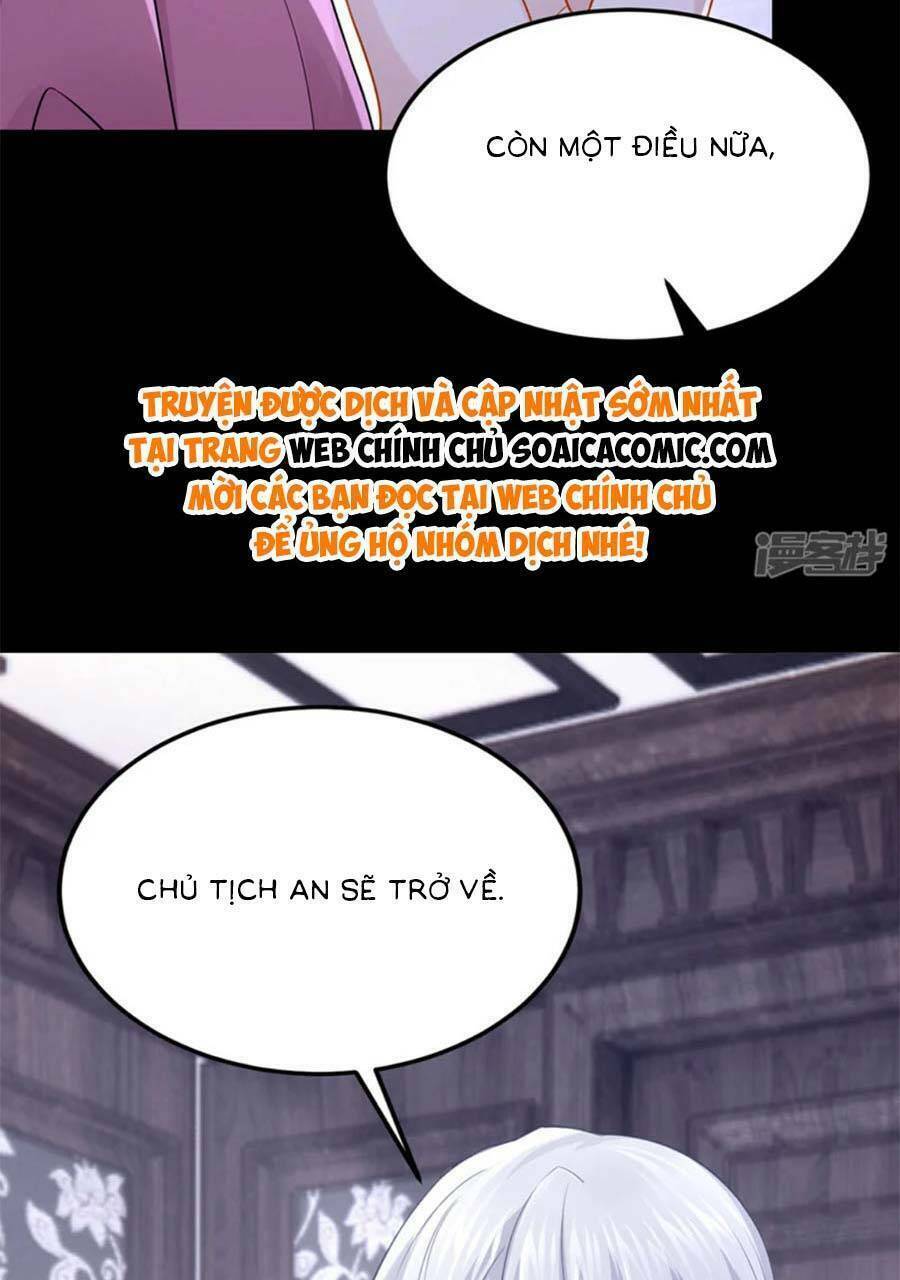 CÒN MỘT ĐIỀU NỮA,
TRUYỆN ĐƯỢC DỊCH VÀ CẬP NHẬT SỚM NHẤT
TẠI TRANG WEB CHÍNH CHỦ SOAICACOMIC.COM
MỜI CÁC BẠN ĐỌC TẠI WEB CHÍNH CHỦ
ĐỂ ỦNG HỘ NHÓM DỊCH NHÉ!
漫客栈
CHỦ TỊCH AN SẼ TRỞ VỀ.